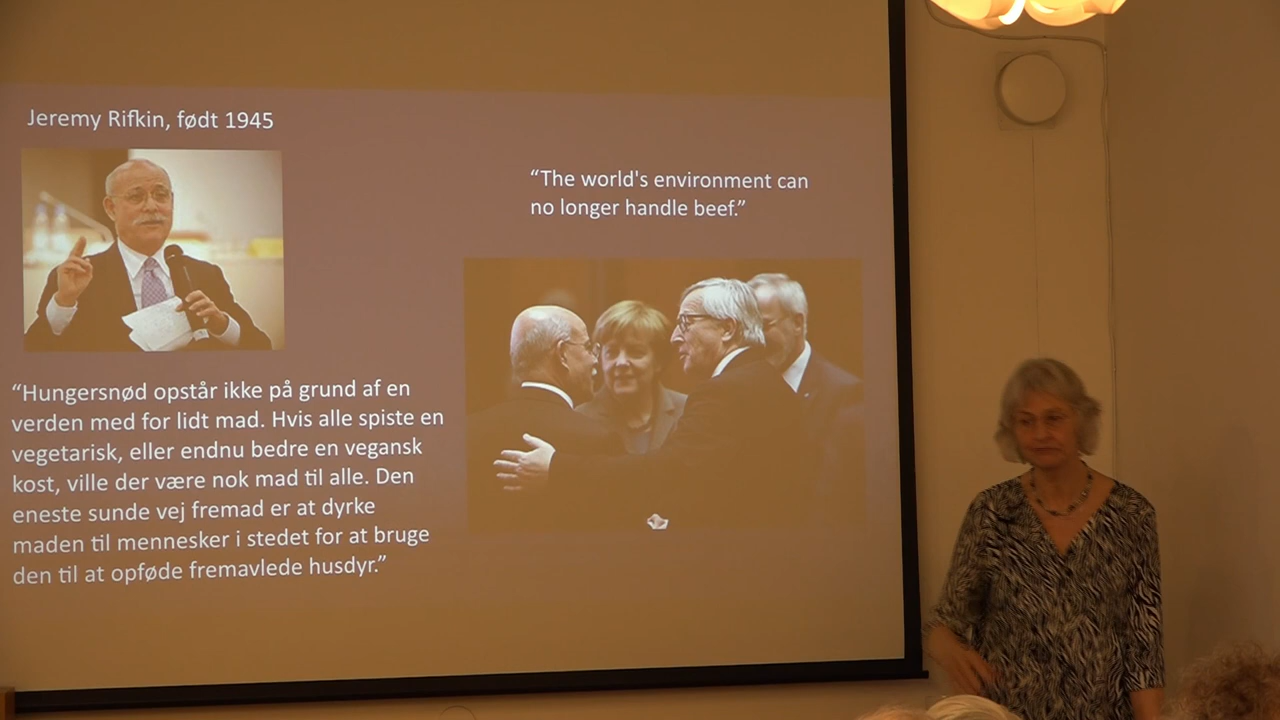 Jeremy Rifkin, født 1945
“The world's environment can
no longer handle beef.”
“Hungersnød opstår ikke på grund af en
verden med for lidt mad. Hvis alle spiste en
vegetarisk, eller endnu bedre en vegansk
kost, ville der være nok mad til alle. Den
eneste sunde vej fremad er at dyrke
maden til mennesker i stedet for at bruge
den til at opføde fremavlede husdyr.”